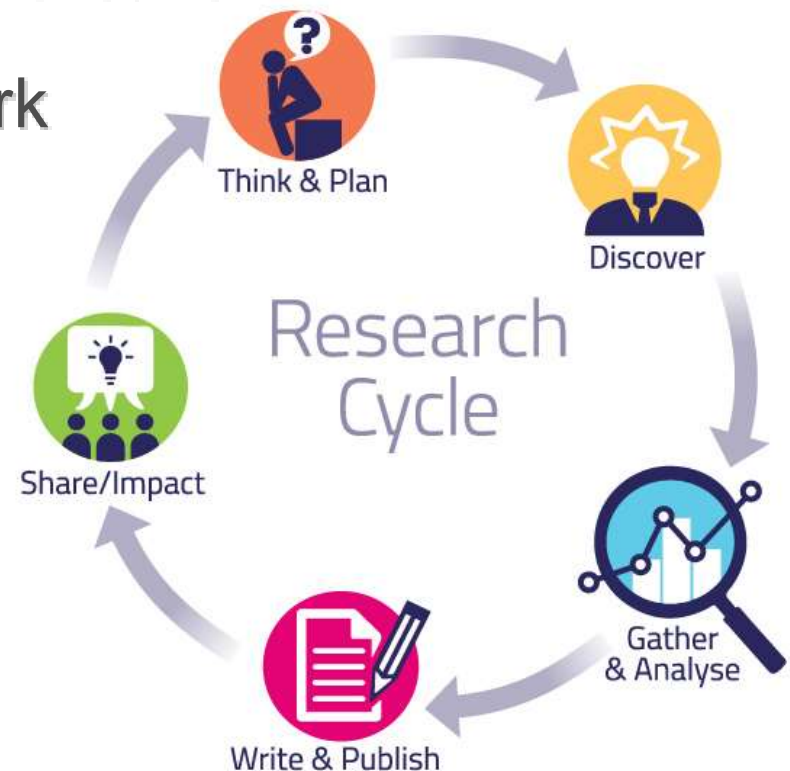 rk
?
Think & Plan
Discover
Research
Cycle
Share/Impact
Gather
& Analyse
Write & Publish